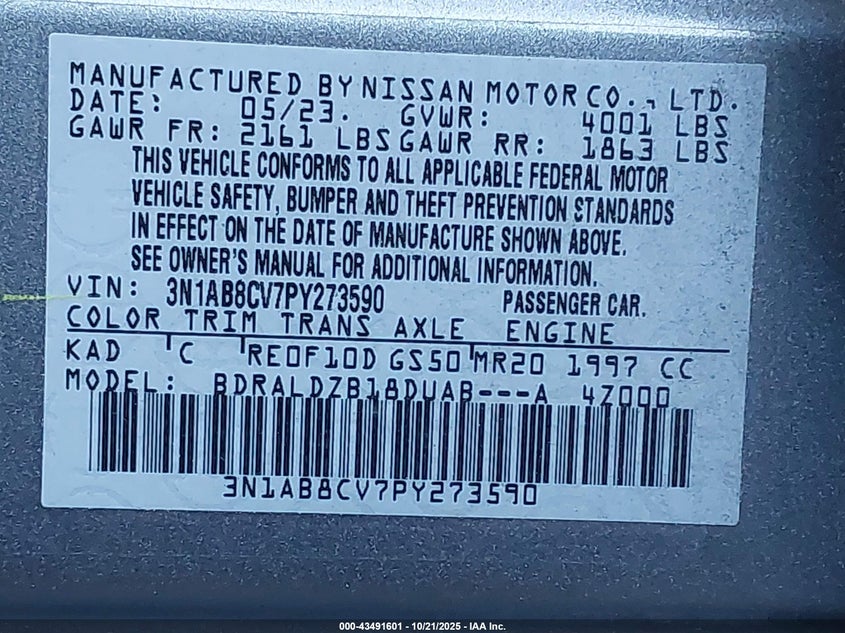 MANUFACTURED BY NISSAN MOTOR CO., LTD.
DATE: 05/23. GVWR: 4001 LBS
GAWR FR: 2161 LBS GAWR RR: 1863 LBS
THIS VEHICLE CONFORMS TO ALL APPLICABLE FEDERAL MOTOR
VEHICLE SAFETY, BUMPER AND THEFT PREVENTION STANDARDS
IN EFFECT ON THE DATE OF MANUFACTURE SHOWN ABOVE.
SEE OWNER'S MANUAL FOR ADDITIONAL INFORMATION.
VIN: 3N1AB8CV7PY273590 PASSENGER CAR.
COLOR TRIM TRANS AXLE ENGINE
KAD C RE0F10D GS50 MR20 1997 CC
MODEL: BDRALDZB18DUAB---A 4Z000
3N1AB8CV7PY273590
000-43491601 - 10/21/2025 - IAA Inc.